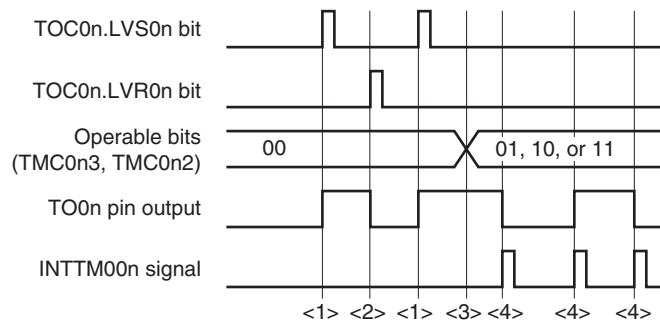 TOC0n.LVS0n bit
TOC0n.LVR0n bit
Operable bits
(TMC0n3, TMC0n2)
00
01, 10, or 11
TO0n pin output
INTTM00n signal
<1> <2> <1> <3> <4> <4> <4>